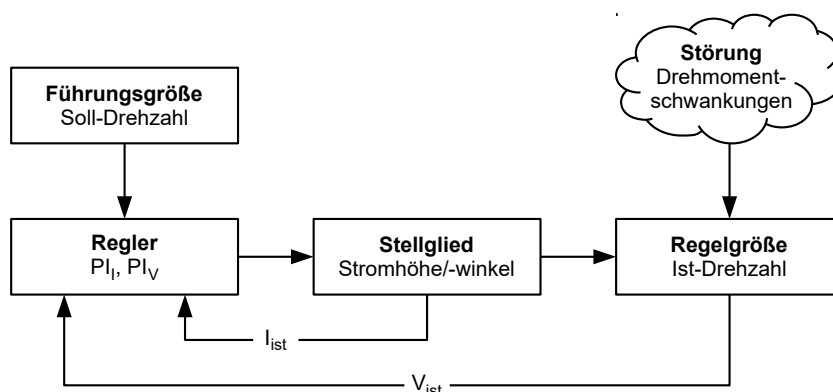 Störung
Drehmoment-
schwankungen
Führungsgröße
Soll-Drehzahl
Regler
PI_I, PI_V
Stellglied
Stromhöhe/-winkel
Regelgröße
Ist-Drehzahl
I_ist
V_ist